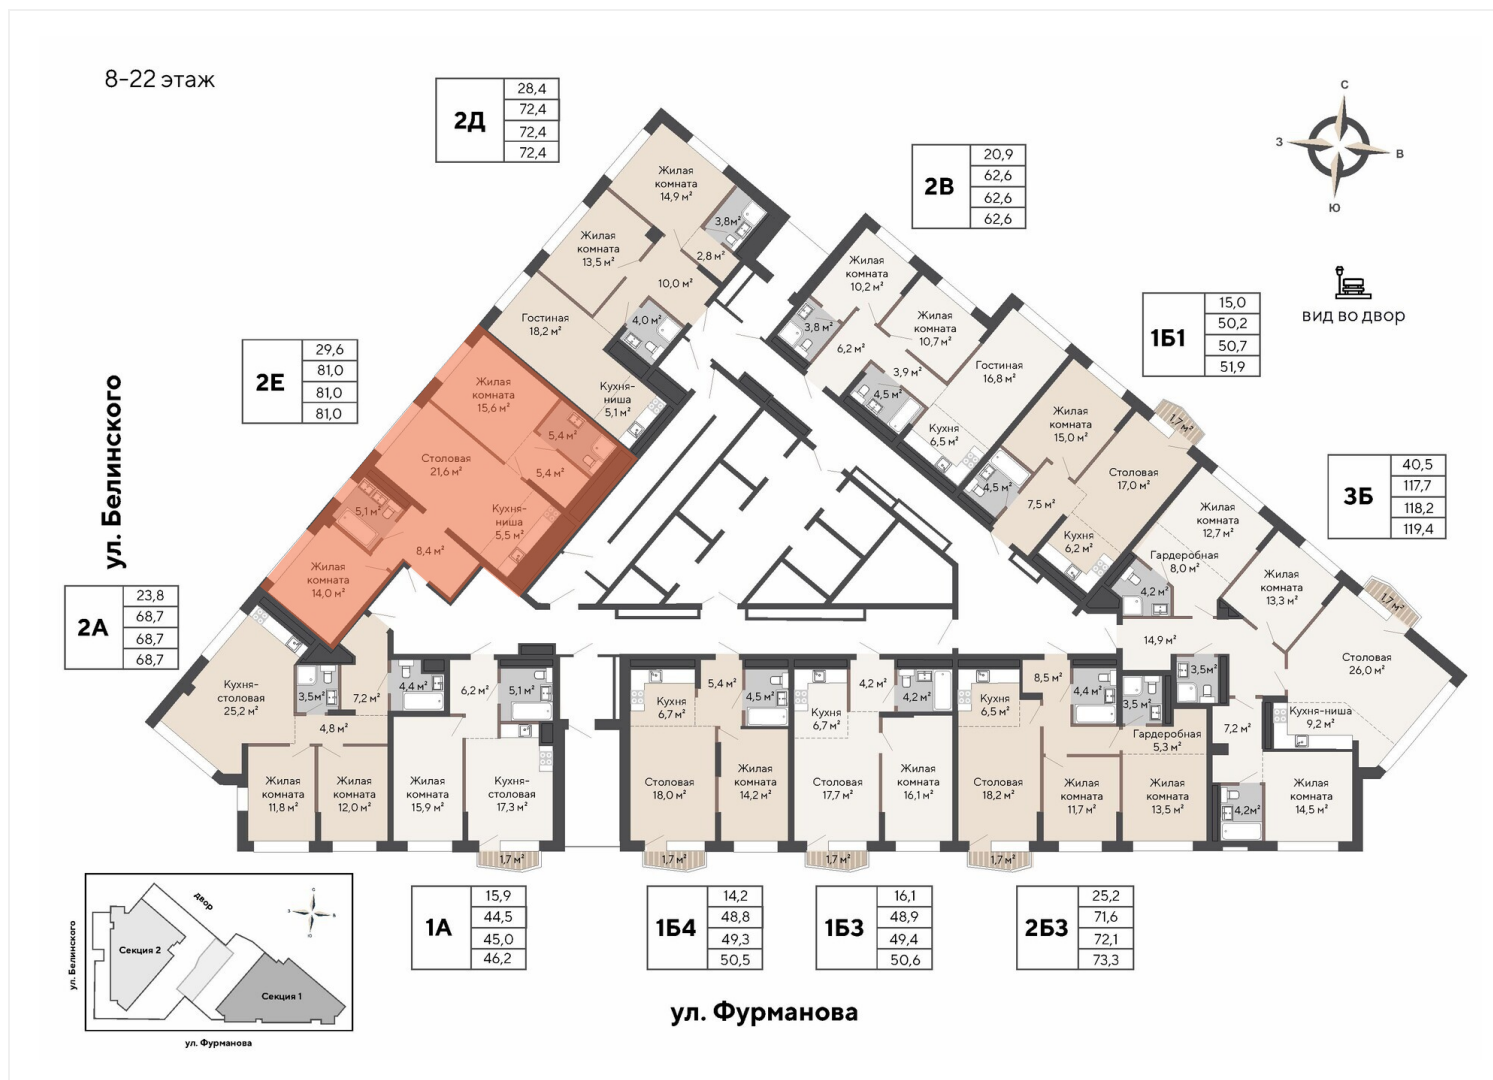 8-22 этаж
2Д
28,4
72,4
72,4
72,4
2В
20,9
62,6
62,6
62,6
С
З
В
Ю
вид во двор
1Б1
15,0
50,2
50,7
51,9
2Е
29,6
81,0
81,0
81,0
3Б
40,5
117,7
118,2
119,4
ул. Белинского
2А
23,8
68,7
68,7
68,7
Жилая
комната
14,9 м²
3,8м²
2,8 м²
Жилая
комната
13,5 м²
10,0 м²
4,0 м²
Гостиная
18,2 м²
Кухня-
ниша
5,1 м²
Жилая
комната
15,6 м²
5,4 м²
5,4 м²
Столовая
21,6 м²
Кухня-
ниша
5,5 м²
5,1м²
8,4 м²
Жилая
комната
14,0 м²
Жилая
комната
10,2 м²
3,8 м²
6,2 м²
Жилая
комната
10,7 м²
3,9 м²
4,5 м²
Гостиная
16,8 м²
Кухня
6,5 м²
Жилая
комната
15,0 м²
1,7 м²
Столовая
17,0 м²
4,5 м²
7,5 м²
Кухня
6,2 м²
Жилая
комната
12,7 м²
Гардеробная
8,0 м²
4,2 м²
Жилая
комната
13,3 м²
1,7 м²
14,9 м²
Столовая
26,0 м²
3,5м²
3,5 м²
7,2 м²
Кухня-ниша
9,2 м²
Гардеробная
5,3 м²
4,2м²
Жилая
комната
14,5 м²
Кухня-
столовая
25,2 м²
3,5м²
7,2 м²
4,4 м²
4,8 м²
Жилая
комната
11,8 м²
Жилая
комната
12,0 м²
6,2 м²
5,1 м²
Жилая
комната
15,9 м²
Кухня-
столовая
17,3 м²
1,7 м²
5,4 м²
4,5 м²
Кухня
6,7 м²
Столовая
18,0 м²
Жилая
комната
14,2 м²
1,7 м²
4,2 м²
4,2 м²
Кухня
6,7 м²
Столовая
17,7 м²
Жилая
комната
16,1 м²
1,7 м²
8,5 м²
4,4 м²
Кухня
6,5 м²
Столовая
18,2 м²
Жилая
комната
11,7 м²
Жилая
комната
13,5 м²
1,7 м²
1А
15,9
44,5
45,0
46,2
1Б4
14,2
48,8
49,3
50,5
1Б3
16,1
48,9
49,4
50,6
2Б3
25,2
71,6
72,1
73,3
ул. Фурманова
двор
ул. Белинского
Секция 2
Секция 1
ул. Фурманова